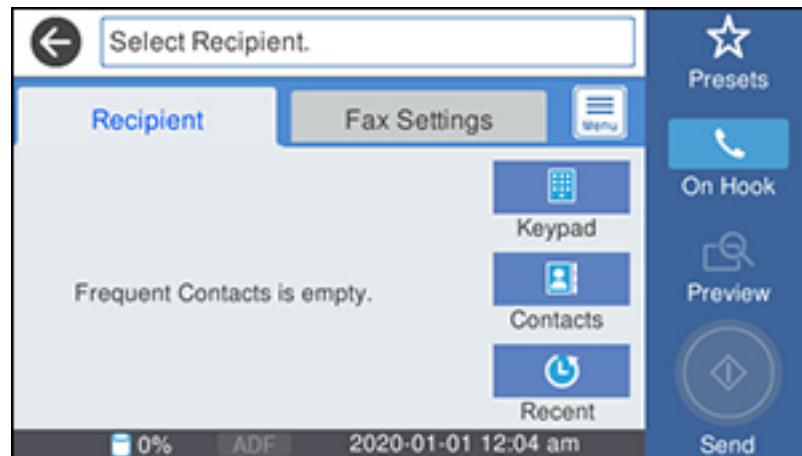 Select Recipient.
Presets
Recipient
Fax Settings
Menu
On Hook
Keypad
Frequent Contacts is empty.
Preview
Contacts
Recent
0%
ADF
2020-01-01 12:04 am
Send